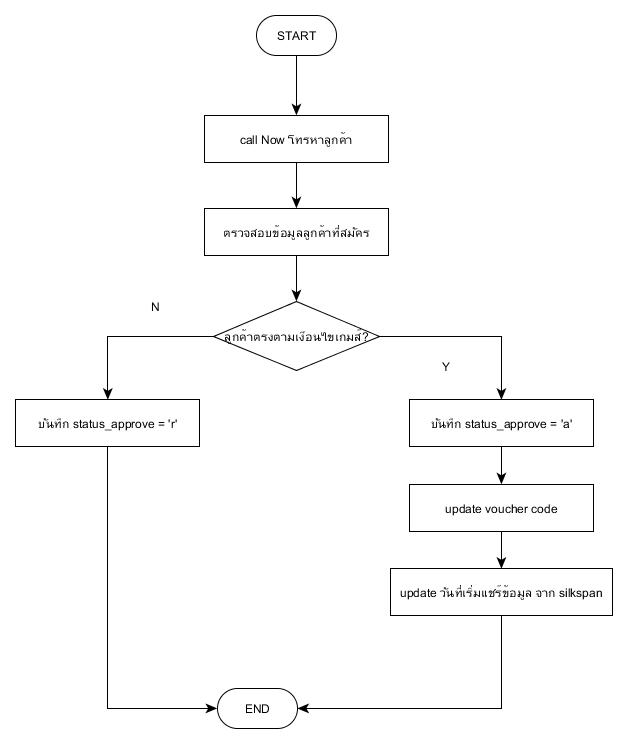 START
call Now โทรหาลูกค้า
ตรวจสอบข้อมูลลูกค้าที่สมัคร
N
ลูกค้าตรงตามเงื่อนไขเกมส์?
Y
บันทึก status_approve = 'r'
บันทึก status_approve = 'a'
update voucher code
update วันที่เริ่มแชร์ข้อมูล จาก silkspan
END